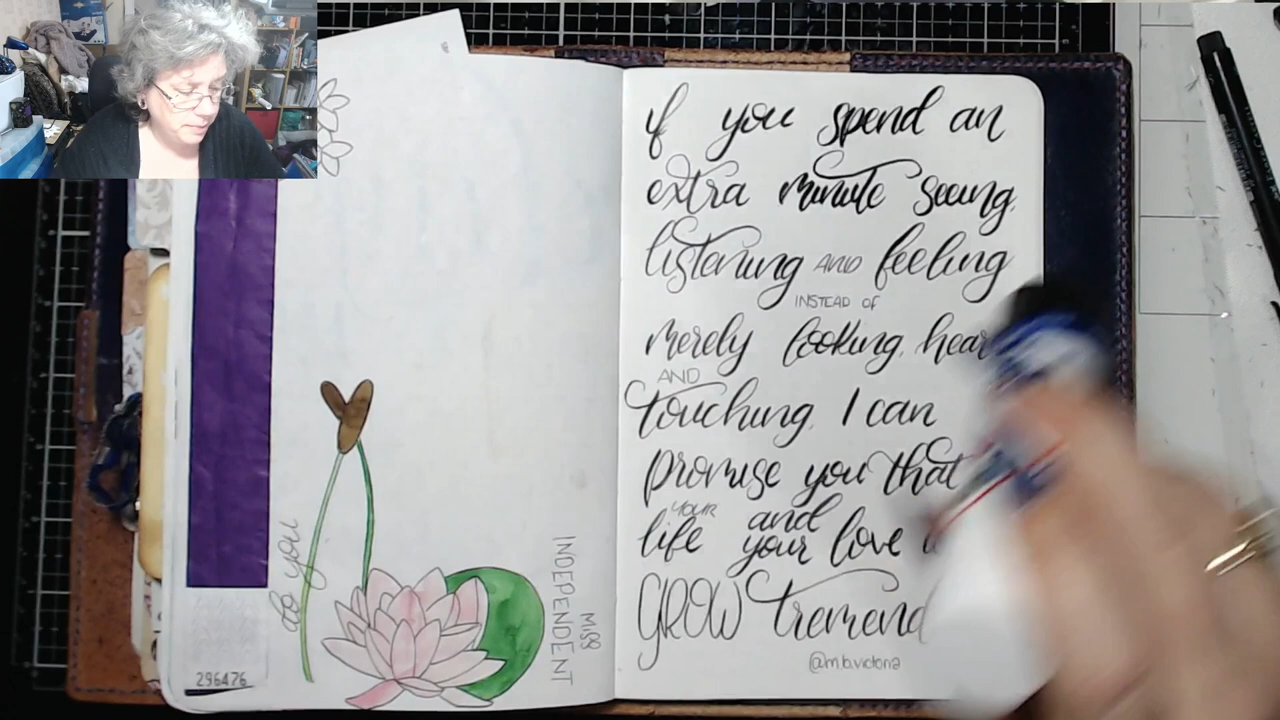 do you
MISS
INDEPENDENT
296476
if you spend an
extra minute seeing,
listening AND feeling
INSTEAD OF
merely looking, hear
AND
touching, I can
promise you that
YOUR
life and
your love
GROW tremend
@m.b.victoria